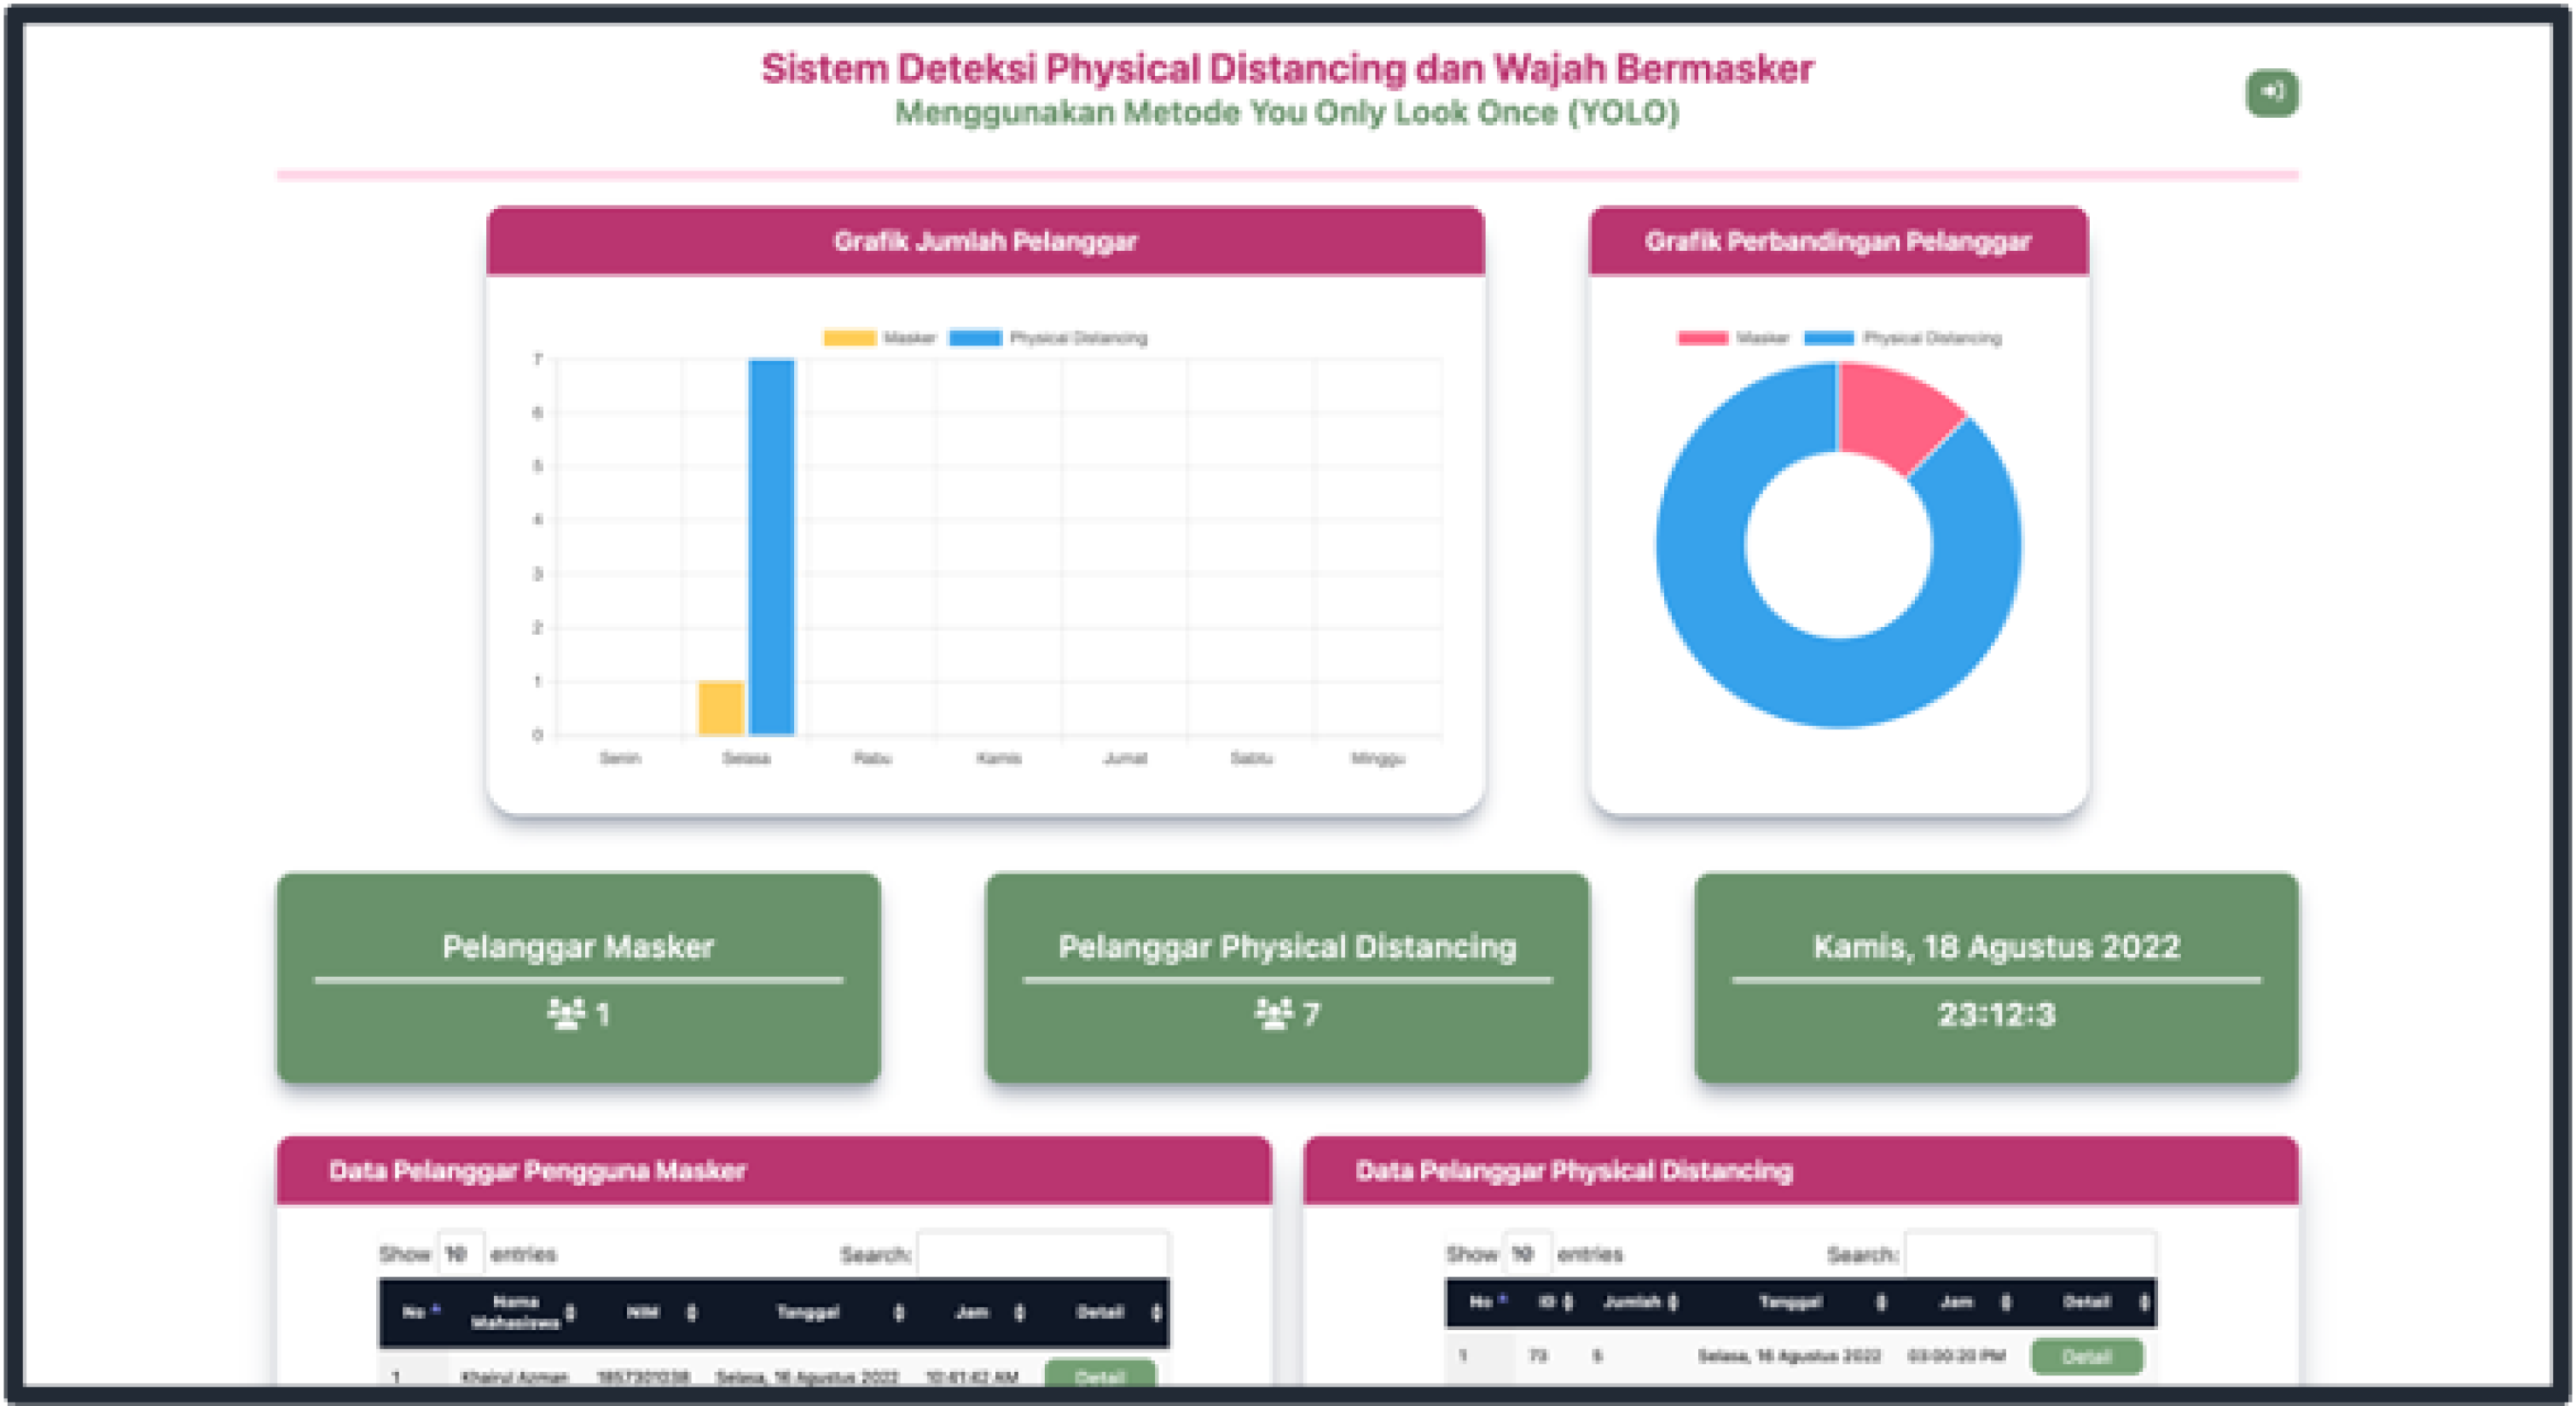 Sistem Deteksi Physical Distancing dan Wajah Bermasker
Menggunakan Metode You Only Look Once (YOLO)
Grafik Jumlah Pelanggar
Masker Physical Distancing
7
6
5
4
3
2
1
0
Senin Selasa Rabu Kamis Jumat Sabtu Minggu
Grafik Perbandingan Pelanggar
Masker Physical Distancing
Pelanggar Masker
1
Pelanggar Physical Distancing
7
Kamis, 18 Agustus 2022
23:12:3
Data Pelanggar Pengguna Masker
Show 10 entries Search:
No Nama Mahasiswa NIM Tanggal Jam Detail
1 Khairul Azman 1857301038 Selasa, 16 Agustus 2022 10:41:42 AM Detail
Data Pelanggar Physical Distancing
Show 10 entries Search:
No ID Jumlah Tanggal Jam Detail
1 73 Selasa, 16 Agustus 2022 03:00:20 PM Detail